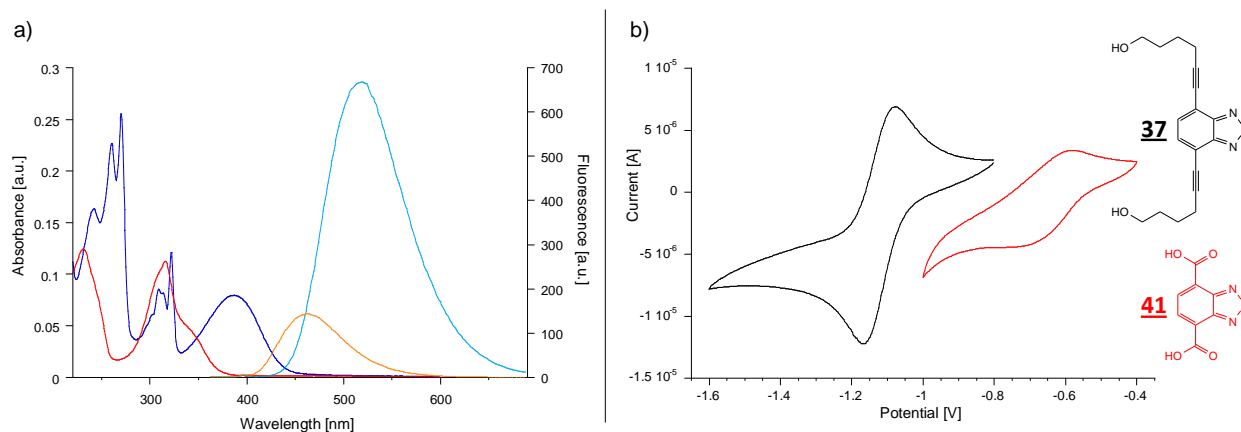 a)
0.3
0.25
0.2
0.15
0.1
0.05
0
Absorbance [a.u.]
700
600
500
400
300
200
100
0
Fluorescence [a.u.]
300
400
500
600
Wavelength [nm]
b)
1 10⁻⁵
5 10⁻⁶
0
-5 10⁻⁶
-1 10⁻⁵
-1.5 10⁻⁵
Current [A]
-1.6
-1.4
-1.2
-1
-0.8
-0.6
-0.4
Potential [V]
HO
N
37
N
HO
HO
O
N
41
N
HO
O